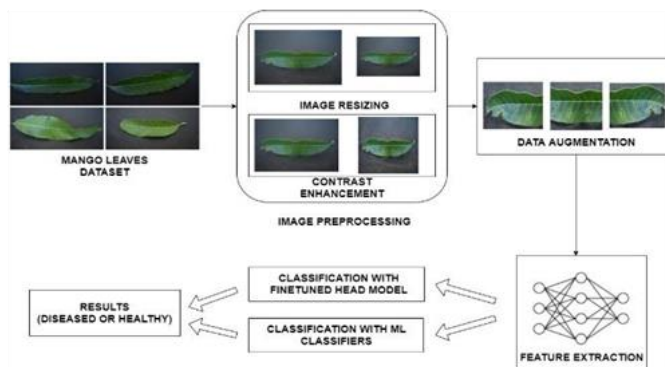 IMAGE RESIZING
MANGO LEAVES
DATASET
CONTRAST
ENHANCEMENT
IMAGE PREPROCESSING
DATA AUGMENTATION
FEATURE EXTRACTION
CLASSIFICATION WITH
FINETUNED HEAD MODEL
CLASSIFICATION WITH ML
CLASSIFIERS
RESULTS
(DISEASED OR HEALTHY)